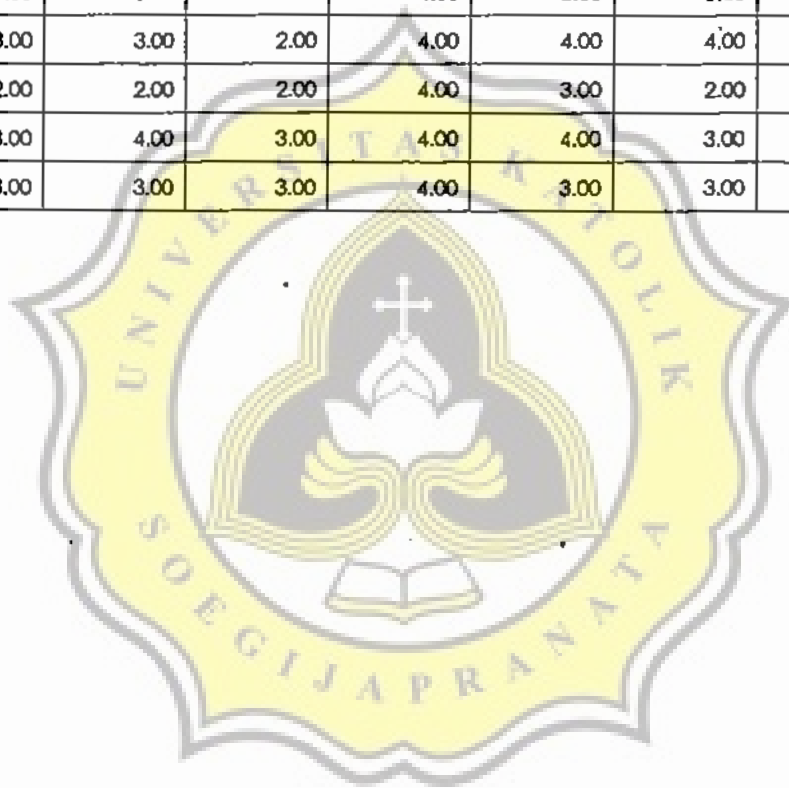 3.00 2.00 4.00 4.00 4.00
2.00 2.00 4.00 3.00 2.00
4.00 3.00 4.00 4.00 3.00
3.00 3.00 4.00 3.00 3.00
UNIVERSITAS KATOLIK
SOEGIJAPRANATA